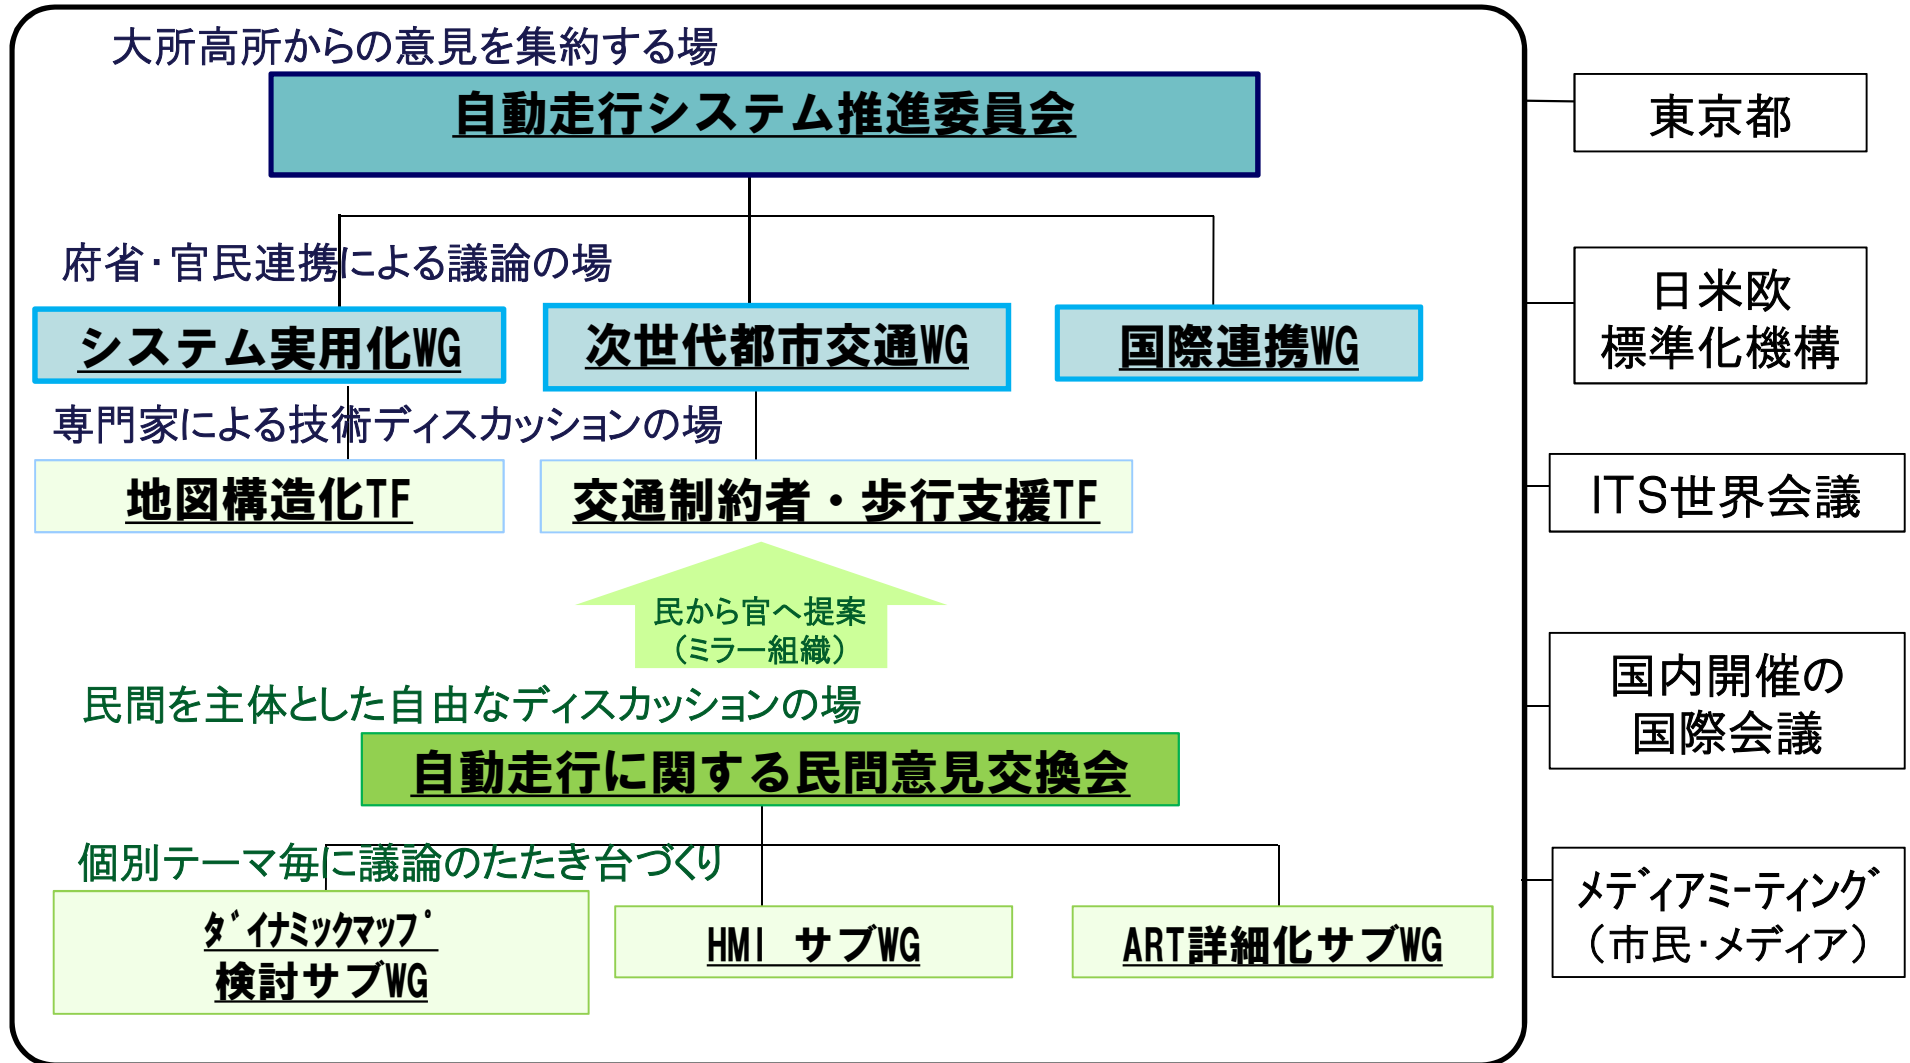 大所高所からの意見を集約する場
自動走行システム推進委員会
府省・官民連携による議論の場
システム実用化WG
次世代都市交通WG
国際連携WG
専門家による技術ディスカッションの場
地図構造化TF
交通制約者・歩行支援TF
民から官へ提案
（ミラー組織）
民間を主体とした自由なディスカッションの場
自動走行に関する民間意見交換会
個別テーマ毎に議論のたたき台づくり
ﾀﾞｲﾅﾐｯｸﾏｯﾌﾟ
検討サブWG
HMI サブWG
ART詳細化サブWG
東京都
日米欧
標準化機構
ITS世界会議
国内開催の
国際会議
ﾒﾃﾞｨｱﾐｰﾃｨﾝｸﾞ
（市民・メディア）